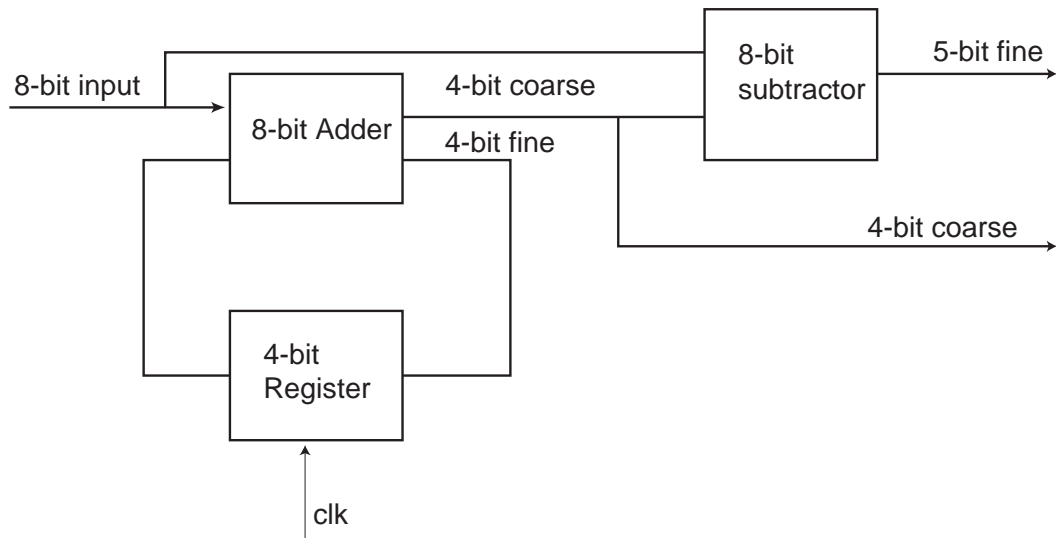 8-bit
subtractor
5-bit fine
8-bit input
4-bit coarse
8-bit Adder
4-bit fine
4-bit coarse
4-bit
Register
clk